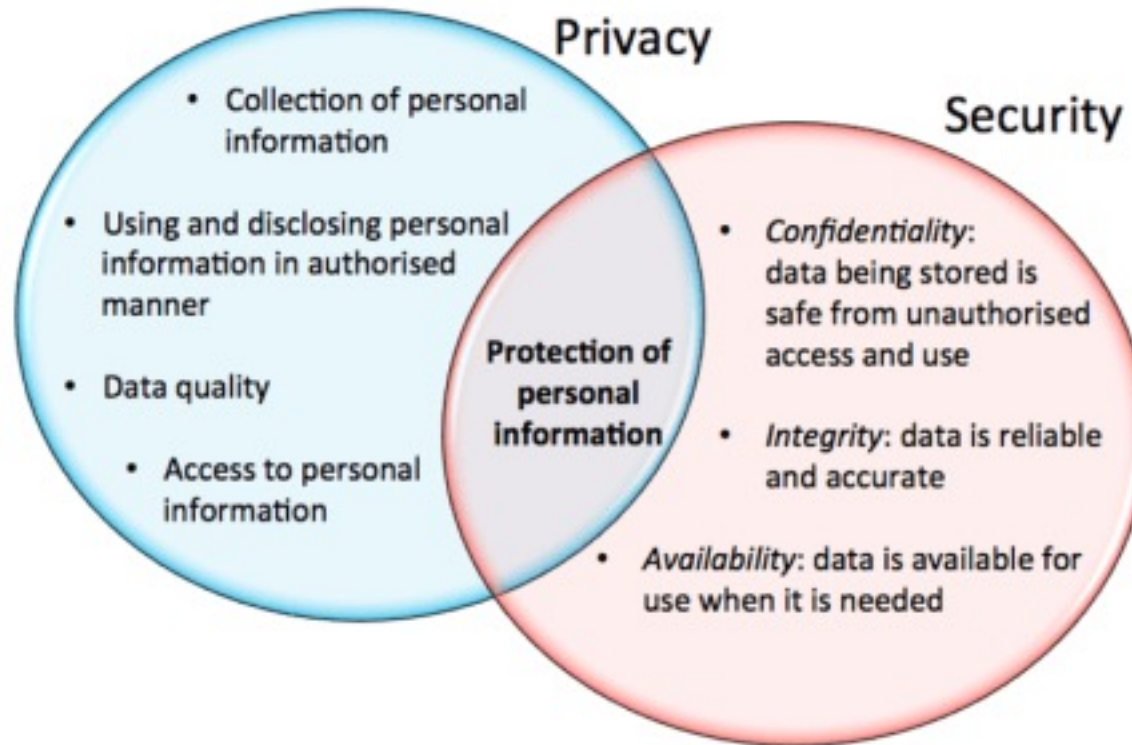 Privacy
• Collection of personal
information
• Using and disclosing personal
information in authorised
manner
• Data quality
• Access to personal
information
Protection of
personal
information
Security
• Confidentiality:
data being stored is
safe from unauthorised
access and use
• Integrity: data is reliable
and accurate
• Availability: data is available for
use when it is needed